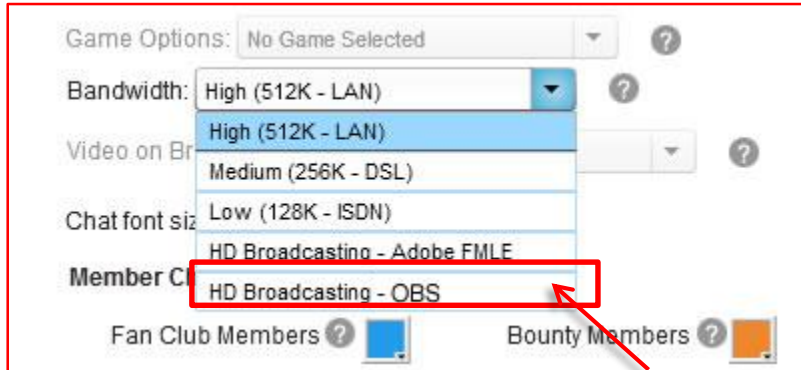 Game Options: No Game Selected ?
Bandwidth: High (512K - LAN) ?
High (512K - LAN)
Video on Br ?
Medium (256K - DSL)
Chat font siz
Low (128K - ISDN)
HD Broadcasting - Adobe FMLE
Member Cl
HD Broadcasting - OBS
Fan Club Members ? Bounty Members ?